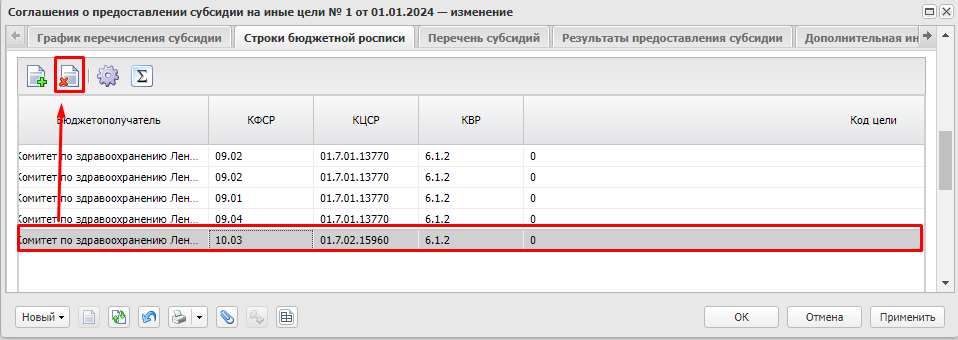 Соглашения о предоставлении субсидии на иные цели № 1 от 01.01.2024 — изменение
График перечисления субсидии Строки бюджетной росписи Перечень субсидий Результаты предоставления субсидии Дополнительная ин
Σ
Бюджетополучатель КФСР КЦСР КВР Код цели
Комитет по здравоохранению Лен... 09.02 01.7.01.13770 6.1.2 0
Комитет по здравоохранению Лен... 09.02 01.7.01.13770 6.1.2 0
Комитет по здравоохранению Лен... 09.01 01.7.01.13770 6.1.2 0
Комитет по здравоохранению Лен... 09.04 01.7.01.13770 6.1.2 0
Комитет по здравоохранению Лен... 10.03 01.7.02.15960 6.1.2 0
Новый ОК Отмена Применить